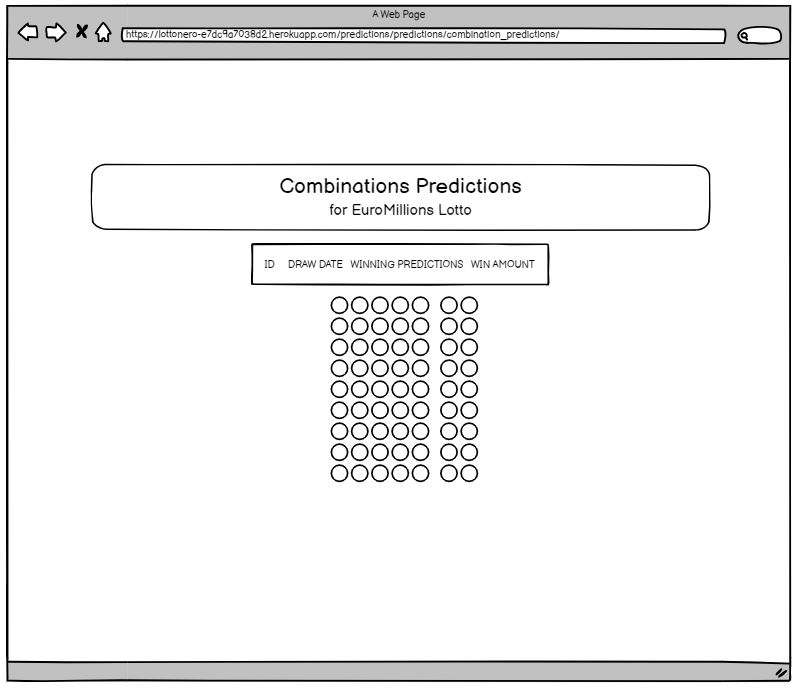 A Web Page
https://lottonero-e7dc9a7038d2.herokuapp.com/predictions/predictions/combination_predictions/
Combinations Predictions
for EuroMillions Lotto
ID DRAW DATE WINNING PREDICTIONS WIN AMOUNT